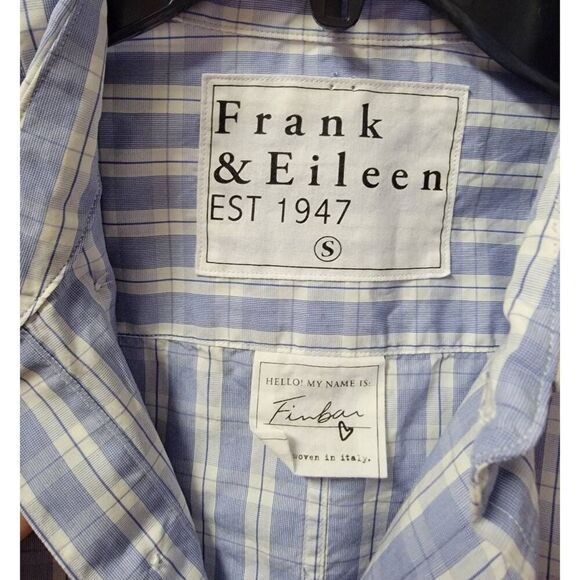 Frank
& Eileen
EST 1947
S
HELLO! MY NAME IS:
Finbar
woven in italy.